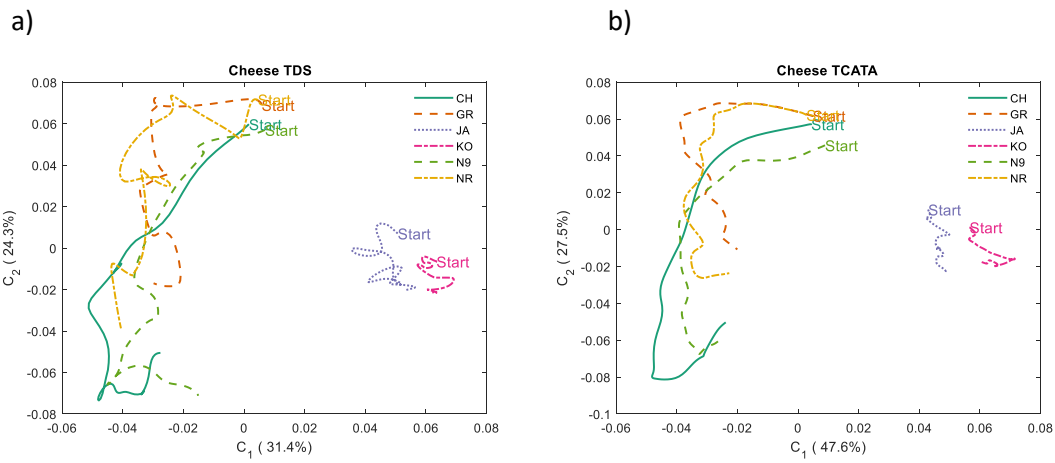 a)
Cheese TDS
0.08
0.06
0.04
0.02
0
-0.02
-0.04
-0.06
-0.08
C2 ( 24.3%)
-0.06
-0.04
-0.02
0
0.02
0.04
0.06
0.08
C1 ( 31.4%)
Start
Start
Start
Start
Start
Start
CH
GR
JA
KO
N9
NR
b)
Cheese TCATA
0.08
0.06
0.04
0.02
0
-0.02
-0.04
-0.06
-0.08
-0.1
C2 ( 27.5%)
-0.06
-0.04
-0.02
0
0.02
0.04
0.06
0.08
C1 ( 47.6%)
Start
Start
Start
Start
Start
Start
CH
GR
JA
KO
N9
NR